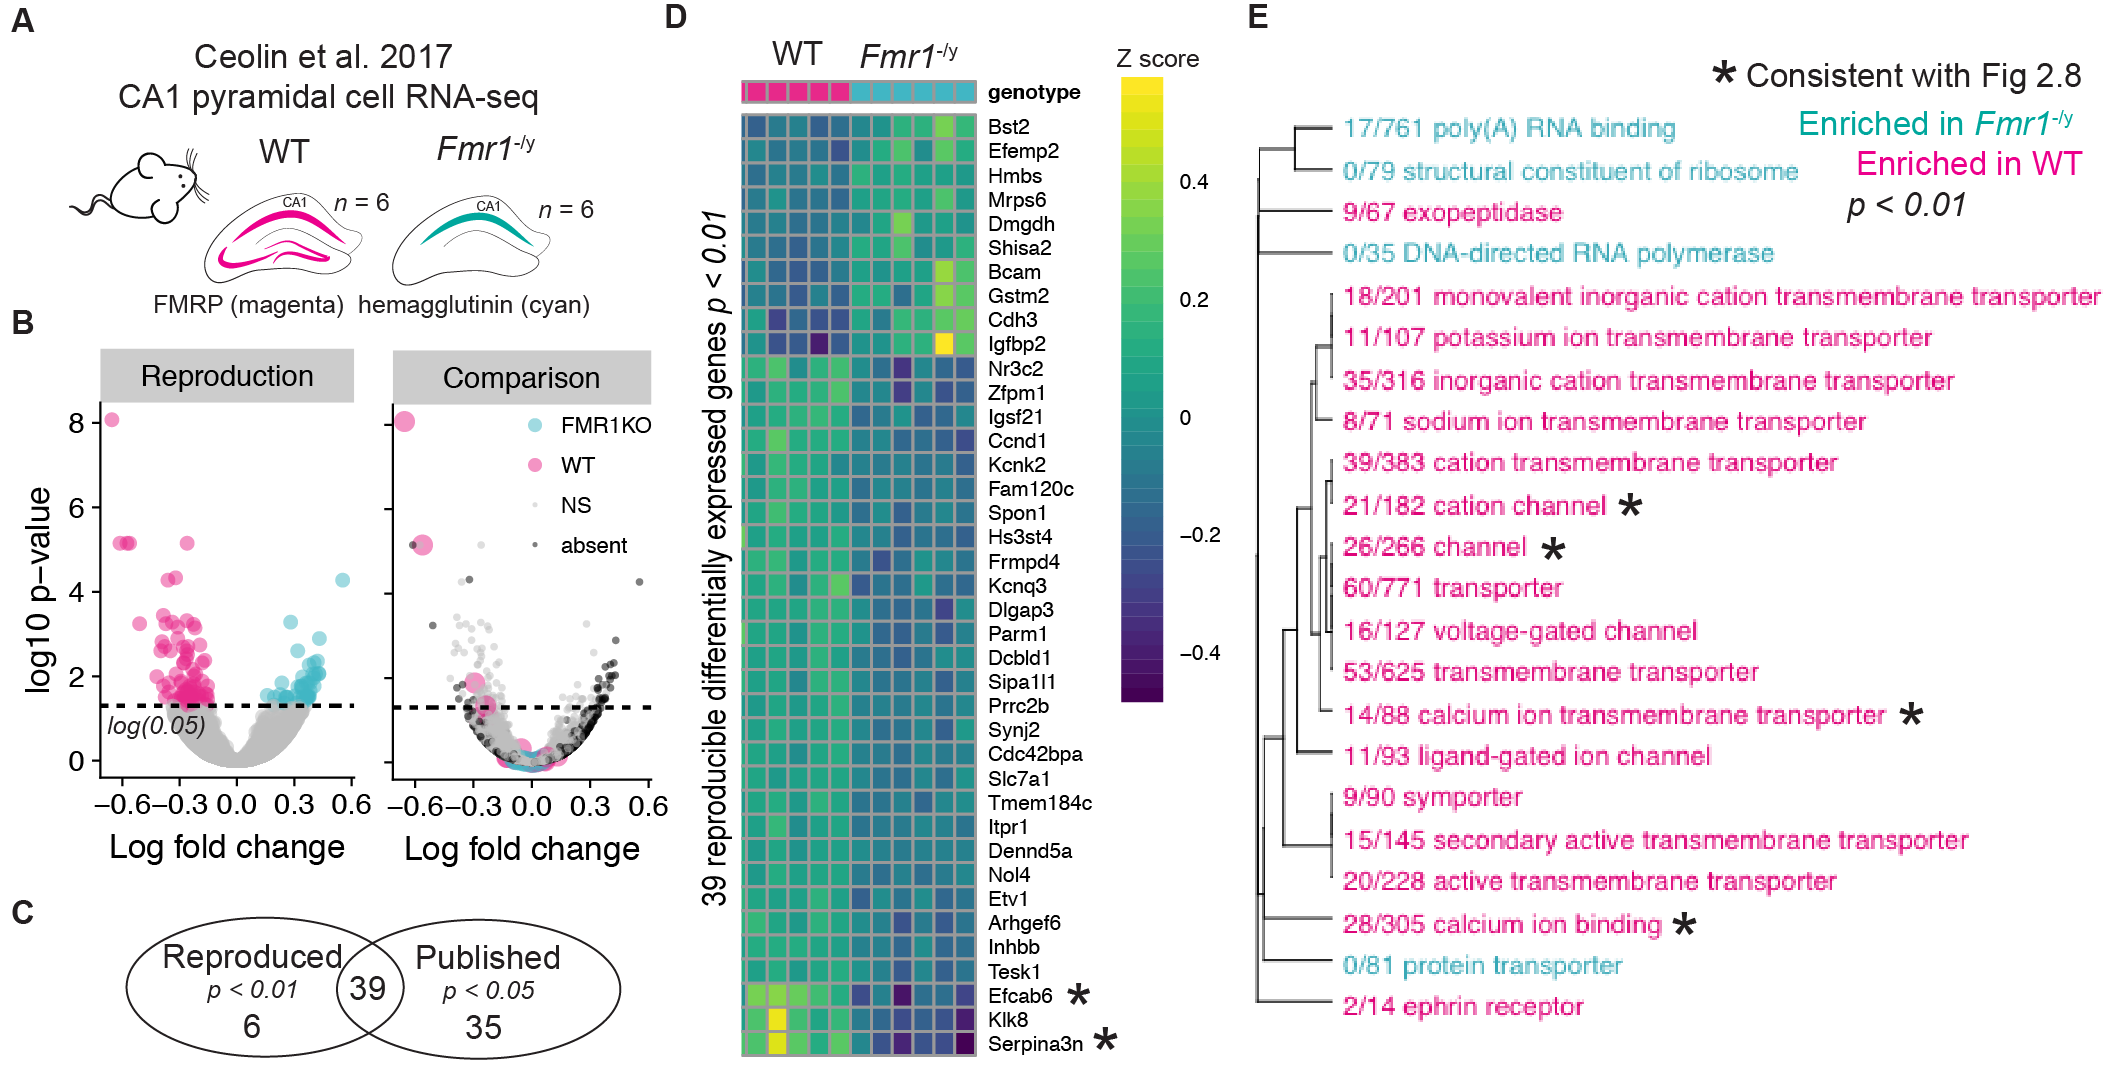 A
Ceolin et al. 2017
CA1 pyramidal cell RNA-seq
WT
Fmr1-/y
CA1
n = 6
CA1
n = 6
FMRP (magenta)
hemagglutinin (cyan)
B
Reproduction
Comparison
FMR1KO
WT
NS
absent
log10 p−value
8
6
4
2
0
log(0.05)
−0.6
−0.3
0.0
0.3
0.6
−0.6
−0.3
0.0
0.3
0.6
Log fold change
Log fold change
C
Reproduced
p < 0.01
6
39
Published
p < 0.05
35
D
WT
Fmr1-/y
genotype
39 reproducible differentially expressed genes p < 0.01
Bst2
Efemp2
Hmbs
Mrps6
Dmgdh
Shisa2
Bcam
Gstm2
Cdh3
Igfbp2
Nr3c2
Zfpm1
Igsf21
Ccnd1
Kcnk2
Fam120c
Spon1
Hs3st4
Frmpd4
Kcnq3
Dlgap3
Parm1
Dcbld1
Sipa1l1
Prrc2b
Synj2
Cdc42bpa
Slc7a1
Tmem184c
Itpr1
Dennd5a
Nol4
Etv1
Arhgef6
Inhbb
Tesk1
Efcab6 *
Klk8
Serpina3n *
Z score
0.4
0.2
0
−0.2
−0.4
E
* Consistent with Fig 2.8
Enriched in Fmr1-/y
Enriched in WT
p < 0.01
17/761 poly(A) RNA binding
0/79 structural constituent of ribosome
9/67 exopeptidase
0/35 DNA-directed RNA polymerase
18/201 monovalent inorganic cation transmembrane transporter
11/107 potassium ion transmembrane transporter
35/316 inorganic cation transmembrane transporter
8/71 sodium ion transmembrane transporter
39/383 cation transmembrane transporter
21/182 cation channel *
26/266 channel *
60/771 transporter
16/127 voltage-gated channel
53/625 transmembrane transporter
14/88 calcium ion transmembrane transporter *
11/93 ligand-gated ion channel
9/90 symporter
15/145 secondary active transmembrane transporter
20/228 active transmembrane transporter
28/305 calcium ion binding *
0/81 protein transporter
2/14 ephrin receptor